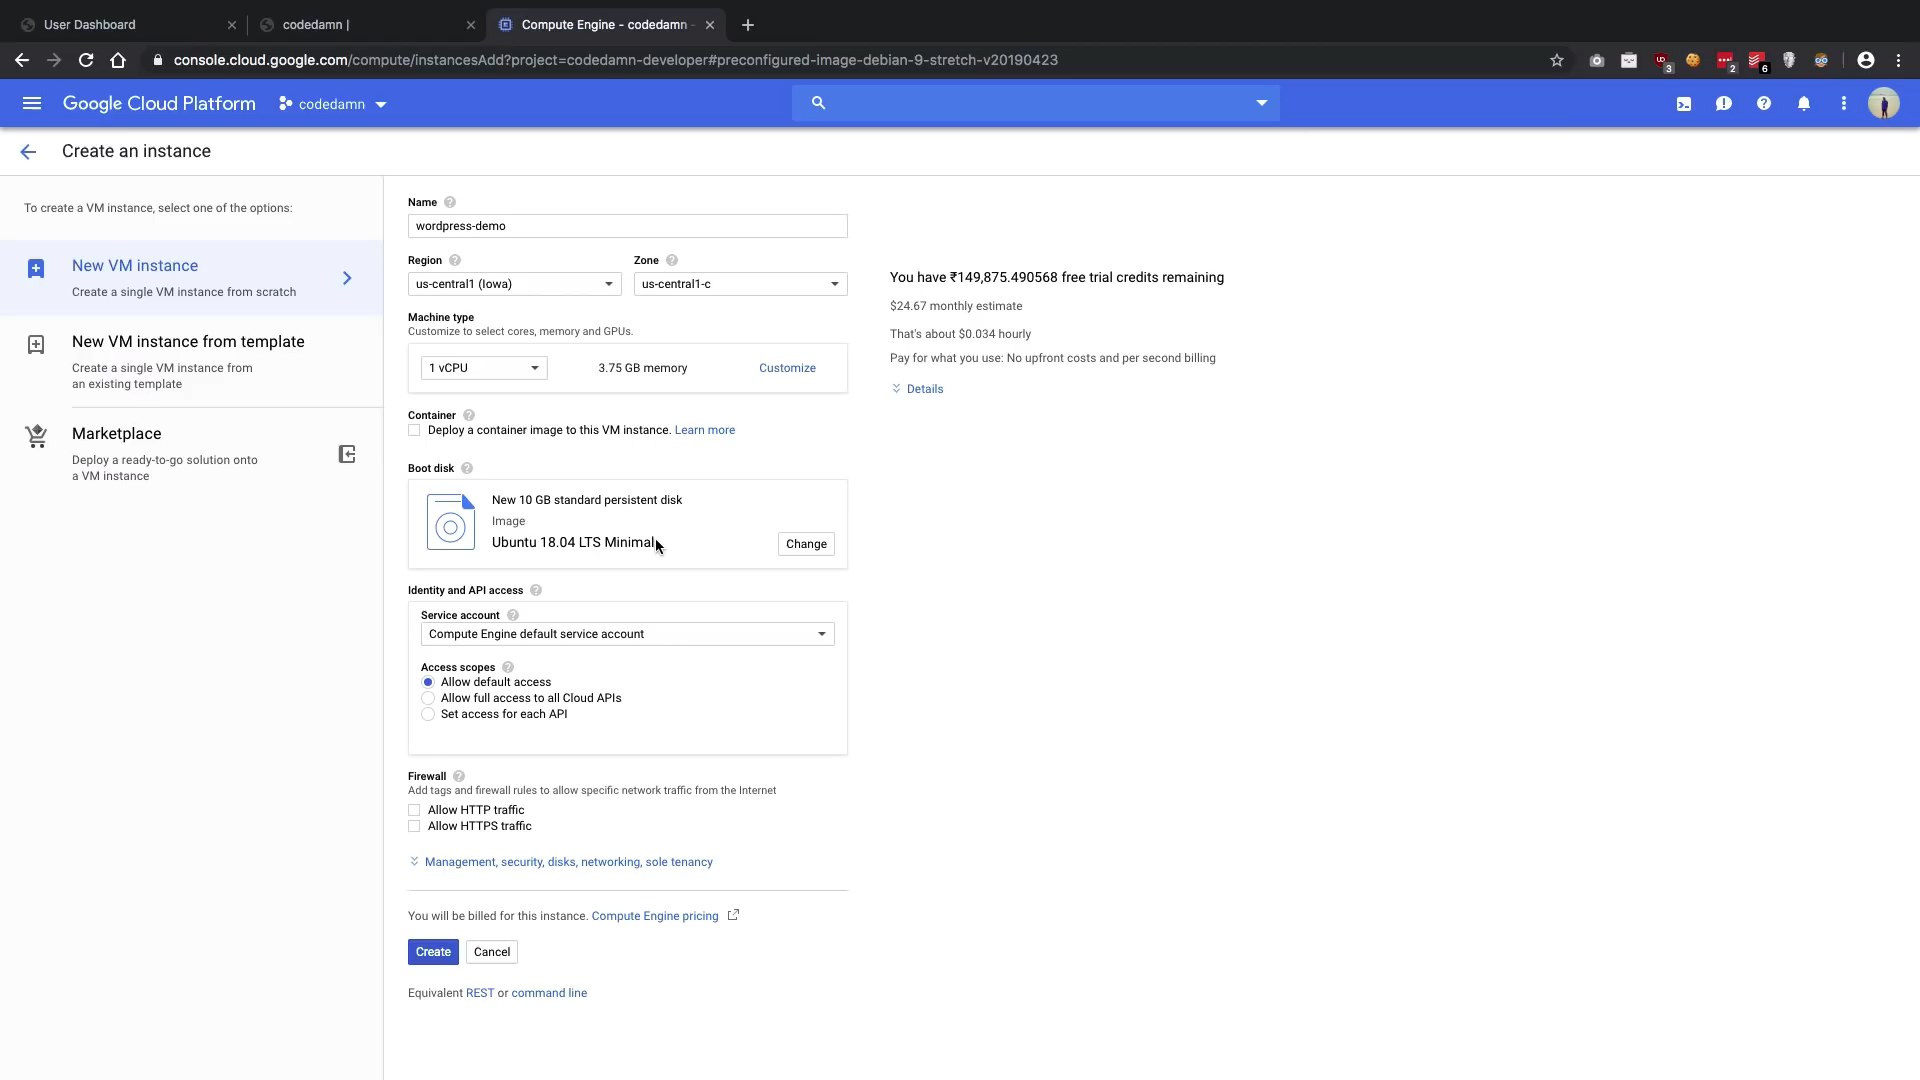 User Dashboard
codedamn |
Compute Engine - codedamn -
console.cloud.google.com/compute/instancesAdd?project=codedamn-developer#preconfigured-image-debian-9-stretch-v20190423
3
2
6
Google Cloud Platform
codedamn
Create an instance
To create a VM instance, select one of the options:
New VM instance
Create a single VM instance from scratch
New VM instance from template
Create a single VM instance from
an existing template
Marketplace
Deploy a ready-to-go solution onto
a VM instance
Name
wordpress-demo
Region
Zone
us-central1 (Iowa)
us-central1-c
Machine type
Customize to select cores, memory and GPUs.
1 vCPU
3.75 GB memory
Customize
Container
Deploy a container image to this VM instance. Learn more
Boot disk
New 10 GB standard persistent disk
Image
Ubuntu 18.04 LTS Minimal
Change
Identity and API access
Service account
Compute Engine default service account
Access scopes
Allow default access
Allow full access to all Cloud APIs
Set access for each API
Firewall
Add tags and firewall rules to allow specific network traffic from the Internet
Allow HTTP traffic
Allow HTTPS traffic
Management, security, disks, networking, sole tenancy
You will be billed for this instance. Compute Engine pricing
Create
Cancel
Equivalent REST or command line
You have ₹149,875.490568 free trial credits remaining
$24.67 monthly estimate
That's about $0.034 hourly
Pay for what you use: No upfront costs and per second billing
Details